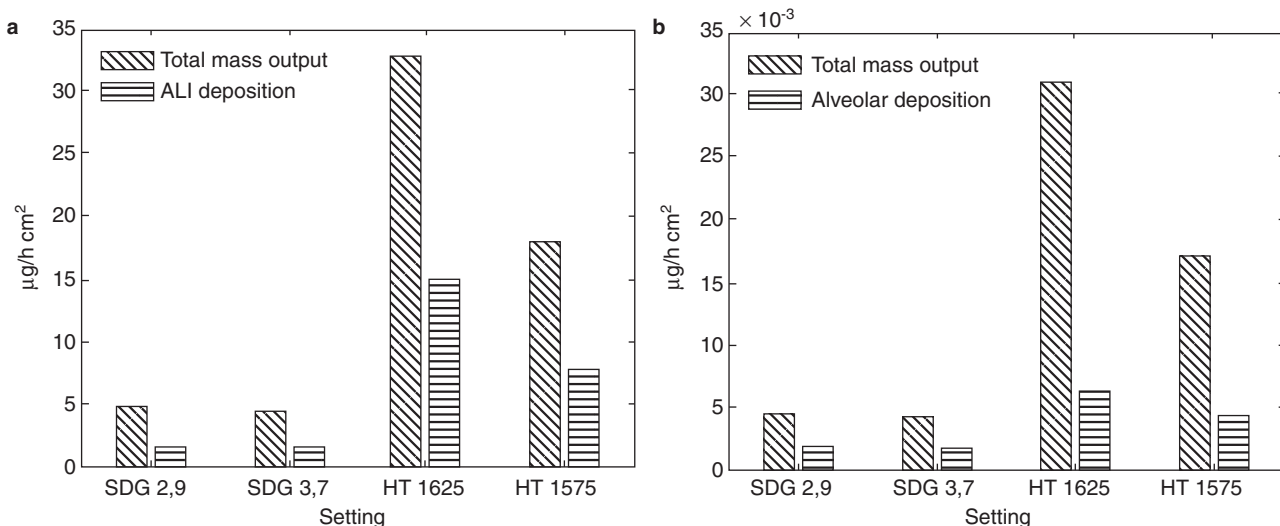 a
35
30
25
20
15
10
5
0
µg/h cm²
Total mass output
ALI deposition
SDG 2,9 SDG 3,7 HT 1625 HT 1575
Setting
b
× 10⁻³
35
30
25
20
15
10
5
0
µg/h cm²
Total mass output
Alveolar deposition
SDG 2,9 SDG 3,7 HT 1625 HT 1575
Setting